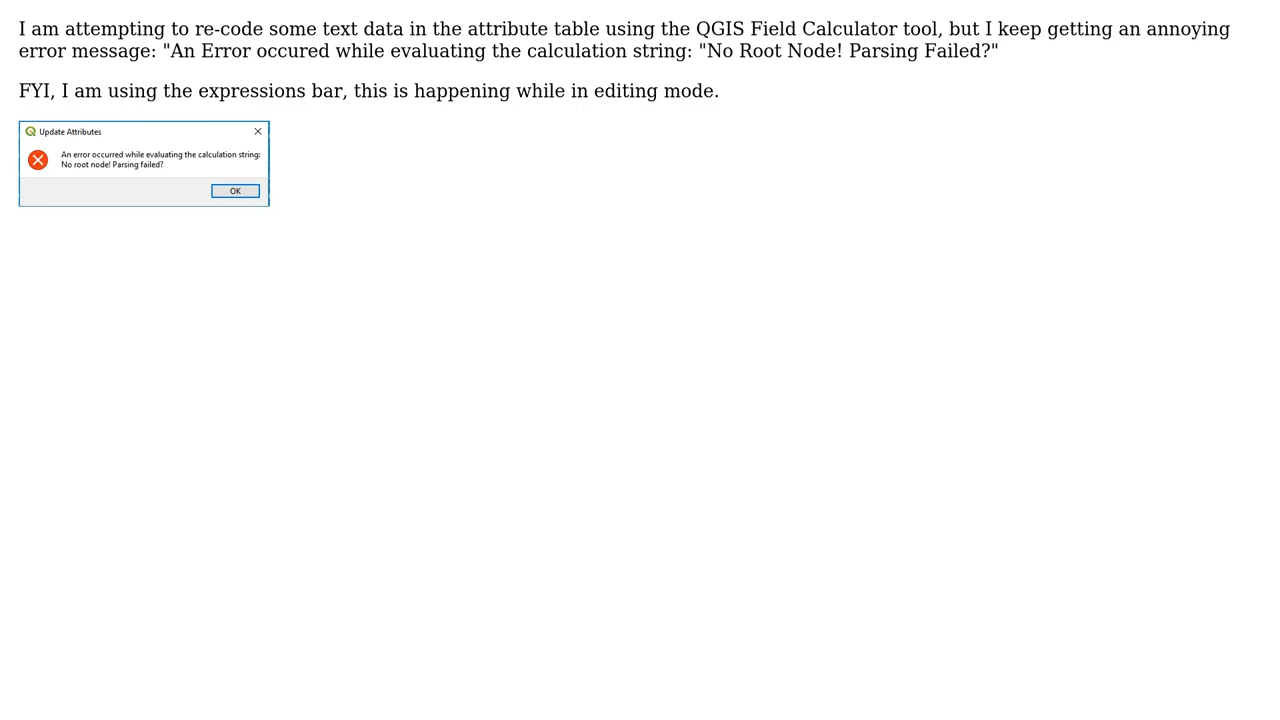 I am attempting to re-code some text data in the attribute table using the QGIS Field Calculator tool, but I keep getting an annoying
error message: "An Error occured while evaluating the calculation string: "No Root Node! Parsing Failed?"
FYI, I am using the expressions bar, this is happening while in editing mode.
Update Attributes
An error occurred while evaluating the calculation string:
No root node! Parsing failed?
OK